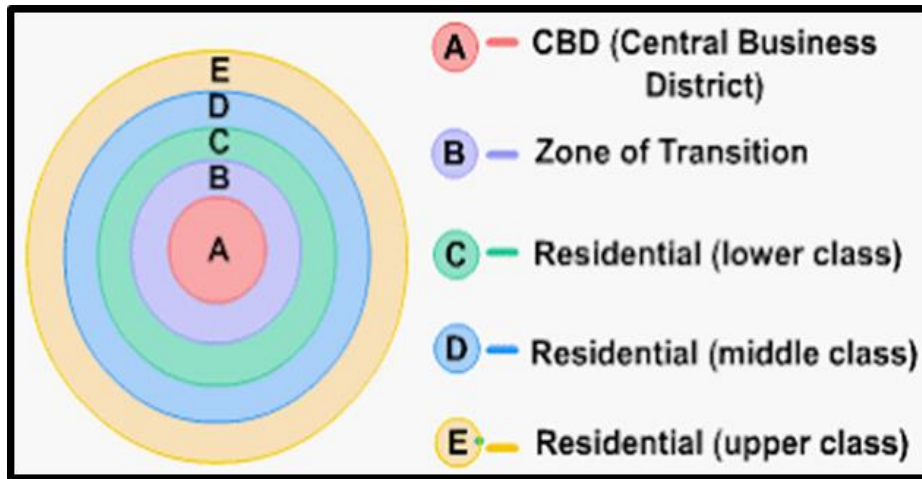 E
D
C
B
A
A CBD (Central Business
District)
B Zone of Transition
C Residential (lower class)
D Residential (middle class)
E Residential (upper class)